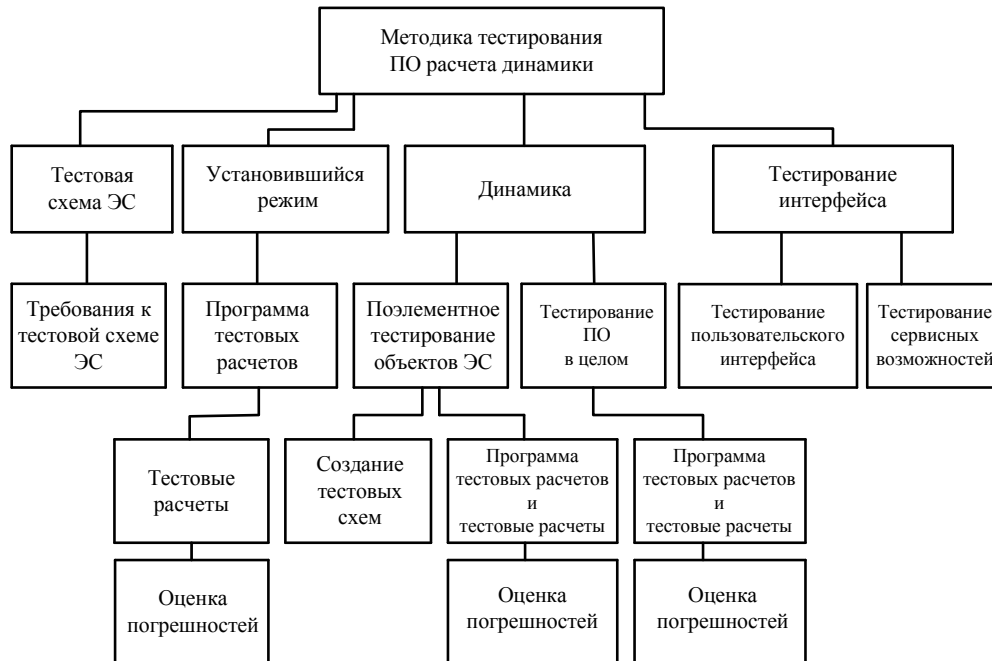 Методика тестирования
ПО расчета динамики
Тестовая
схема ЭС
Установившийся
режим
Динамика
Тестирование
интерфейса
Требования к
тестовой схеме
ЭС
Программа
тестовых
расчетов
Поэлементное
тестирование
объектов ЭС
Тестирование
ПО
в целом
Тестирование
пользовательского
интерфейса
Тестирование
сервисных
возможностей
Тестовые
расчеты
Создание
тестовых
схем
Программа
тестовых расчетов
и
тестовые расчеты
Программа
тестовых расчетов
и
тестовые расчеты
Оценка
погрешностей
Оценка
погрешностей
Оценка
погрешностей